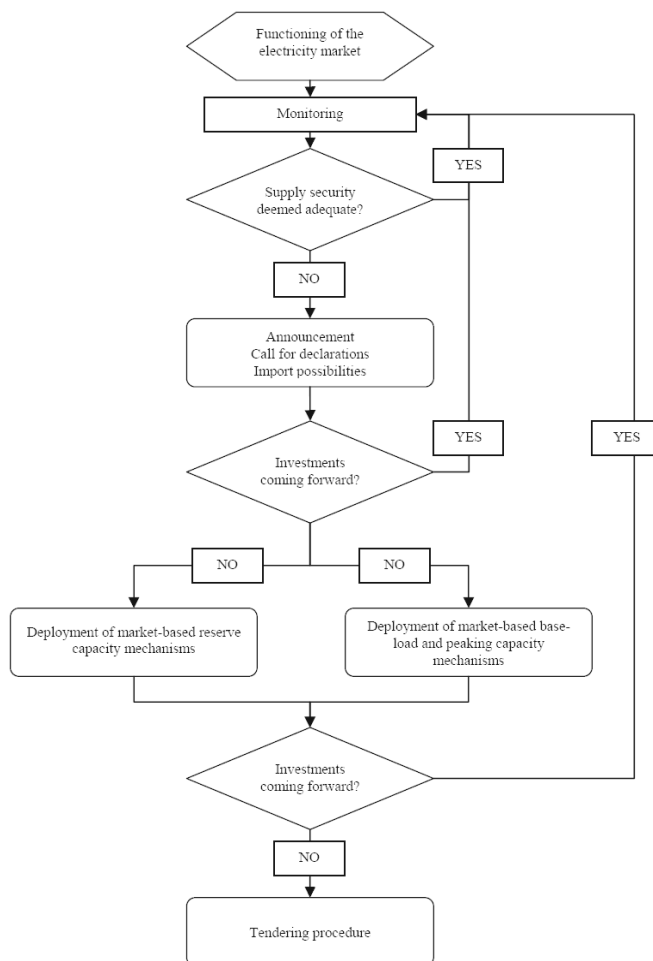 Functioning of the
electricity market
Monitoring
YES
Supply security
deemed adequate?
NO
Announcement
Call for declarations
Import possibilities
YES
YES
Investments
coming forward?
NO
NO
Deployment of market-based reserve
capacity mechanisms
Deployment of market-based base-
load and peaking capacity
mechanisms
Investments
coming forward?
NO
Tendering procedure